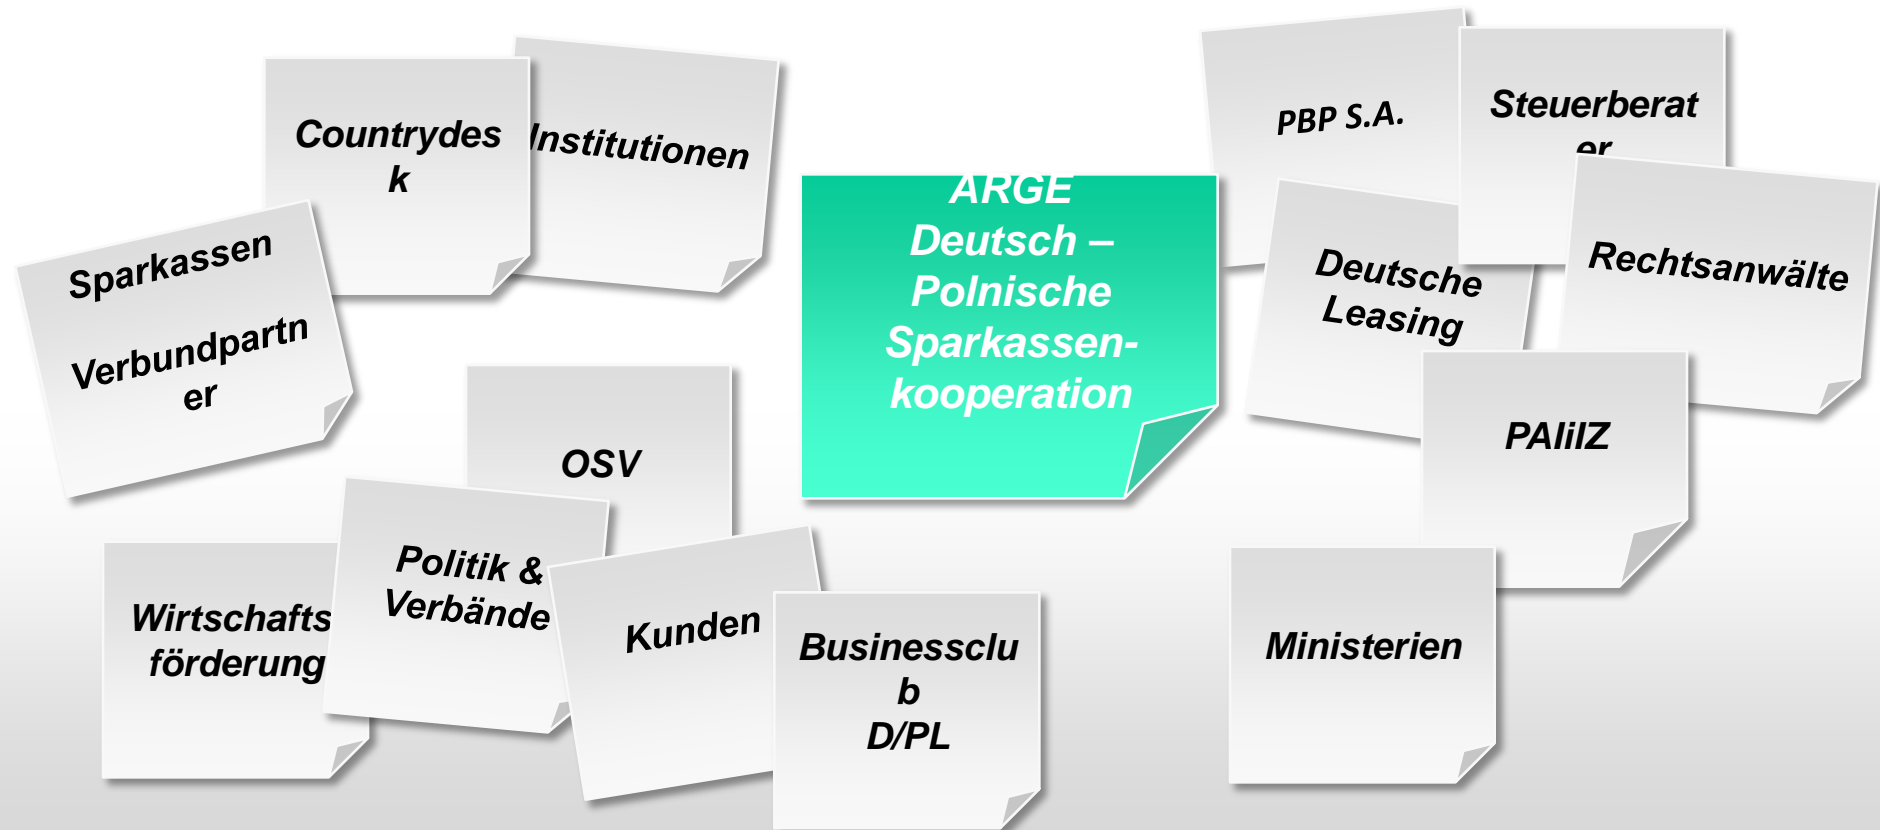 Countrydes
k
Institutionen
Sparkassen
Verbundpartn
er
OSV
Politik &
Verbände
Wirtschafts
förderung
Kunden
Businessclu
b
D/PL
ARGE
Deutsch –
Polnische
Sparkassen-
kooperation
PBP S.A.
Steuerberat
er
Deutsche
Leasing
Rechtsanwälte
PAIiIZ
Ministerien